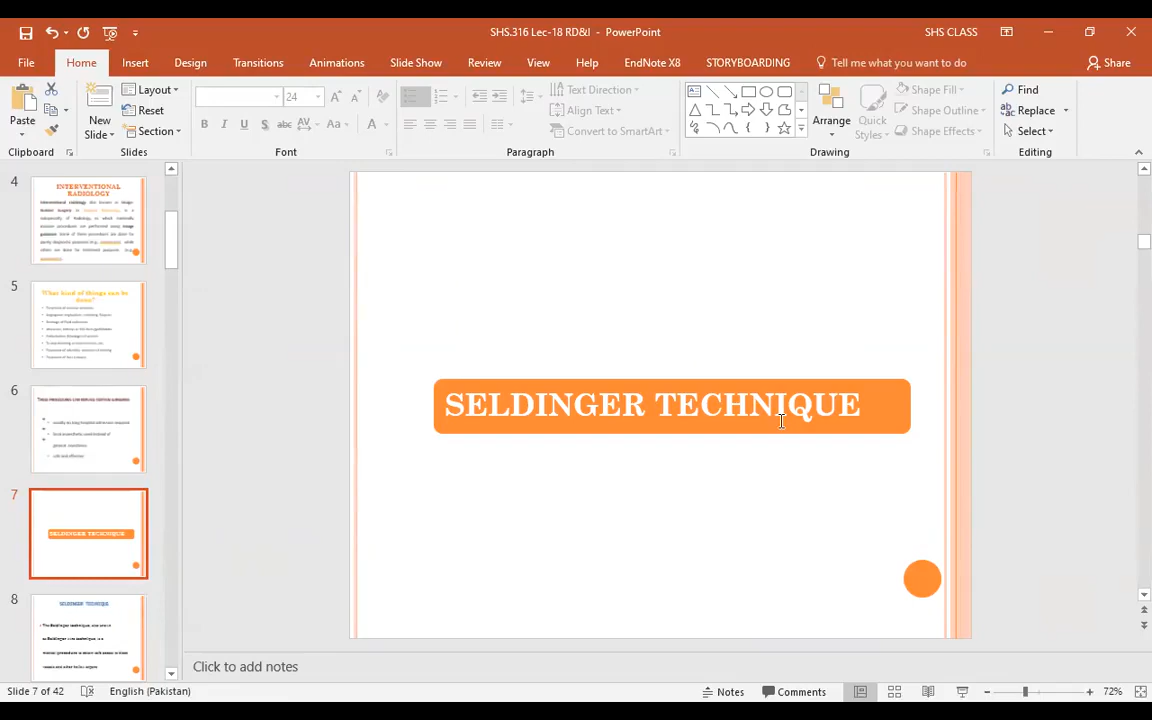 SHS.316 Lec-18 RD&I - PowerPoint
SHS CLASS
File Home Insert Design Transitions Animations Slide Show Review View Help EndNote X8 STORYBOARDING Tell me what you want to do Share
Paste
New Slide
Layout
Reset
Section
24
B I U S abc AV Aa A
Text Direction
Align Text
Convert to SmartArt
Arrange
Quick Styles
Shape Fill
Shape Outline
Shape Effects
Find
Replace
Select
Clipboard Slides Font Paragraph Drawing Editing
4
INTERVENTIONAL
RADIOLOGY
5
What kind of things can be
done?
6
7
SELDINGER TECHNIQUE
8
SELDINGER TECHNIQUE
SELDINGER TECHNIQUE
Click to add notes
Slide 7 of 42 English (Pakistan) Notes Comments 72%